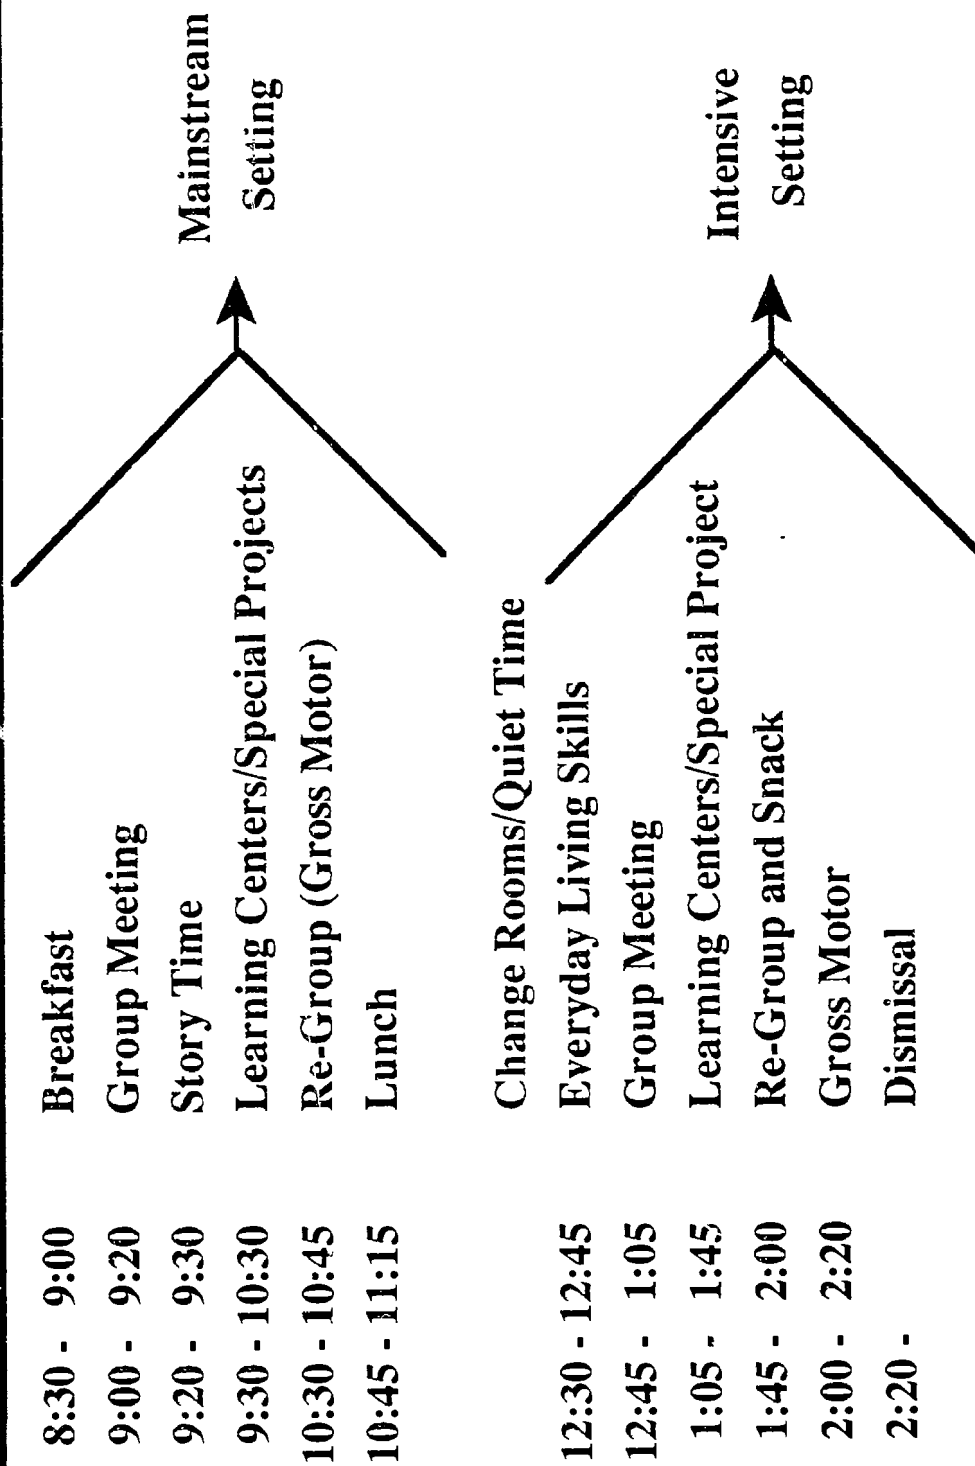 8:30 - 9:00 Breakfast
9:00 - 9:20 Group Meeting
9:20 - 9:30 Story Time
9:30 - 10:30 Learning Centers/Special Projects
10:30 - 10:45 Re-Group (Gross Motor)
10:45 - 11:15 Lunch
Mainstream
Setting
Change Rooms/Quiet Time
12:30 - 12:45 Everyday Living Skills
12:45 - 1:05 Group Meeting
1:05 - 1:45 Learning Centers/Special Project
1:45 - 2:00 Re-Group and Snack
2:00 - 2:20 Gross Motor
2:20 - Dismissal
Intensive
Setting